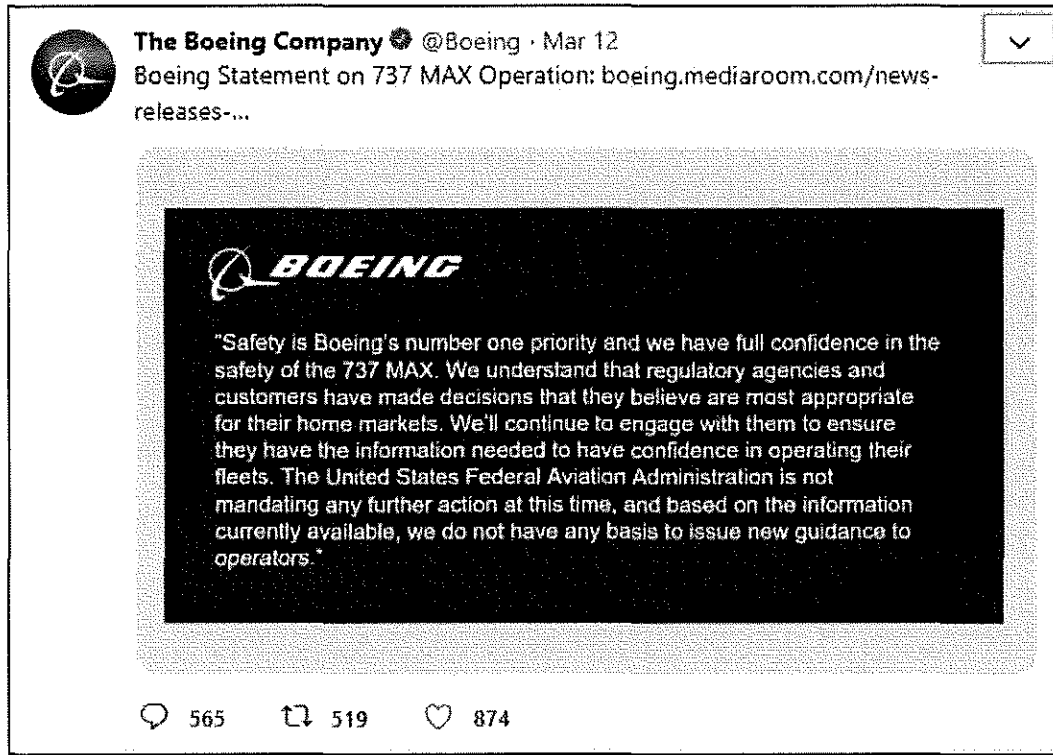 The Boeing Company @Boeing · Mar 12
Boeing Statement on 737 MAX Operation: boeing.mediaroom.com/news-
releases-...
BOEING
"Safety is Boeing's number one priority and we have full confidence in the
safety of the 737 MAX. We understand that regulatory agencies and
customers have made decisions that they believe are most appropriate
for their home markets. We'll continue to engage with them to ensure
they have the information needed to have confidence in operating their
fleets. The United States Federal Aviation Administration is not
mandating any further action at this time, and based on the information
currently available, we do not have any basis to issue new guidance to
operators."
565 519 874